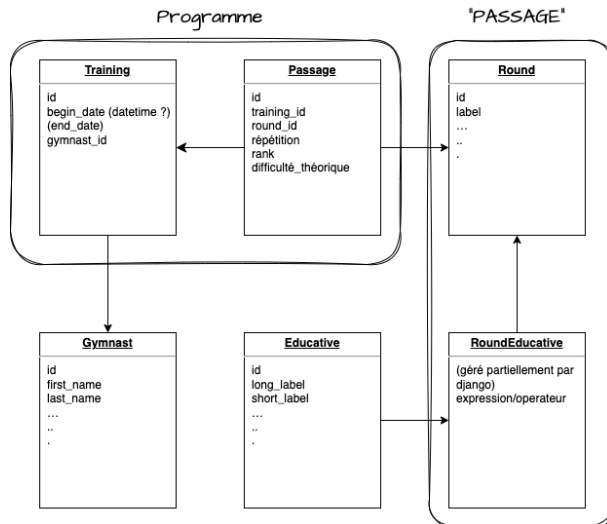 Programme
"PASSAGE"
Training
id
begin_date (datetime ?)
(end_date)
gymnast_id
Passage
id
training_id
round_id
répétition
rank
difficulté_théorique
Round
id
label
...
..
.
Gymnast
id
first_name
last_name
...
..
.
Educative
id
long_label
short_label
...
..
.
RoundEducative
(géré partiellement par
django)
expression/operateur